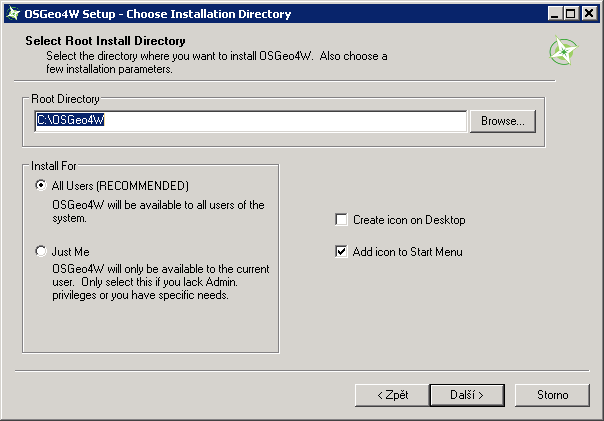 OSGeo4W Setup - Choose Installation Directory
Select Root Install Directory
Select the directory where you want to install OSGeo4W. Also choose a
few installation parameters.
Root Directory
C:\OSGeo4W
Browse...
Install For
All Users (RECOMMENDED)
OSGeo4W will be available to all users of the
system.
Just Me
OSGeo4W will only be available to the current
user. Only select this if you lack Admin.
privileges or you have specific needs.
Create icon on Desktop
Add icon to Start Menu
< Zpět
Další >
Storno